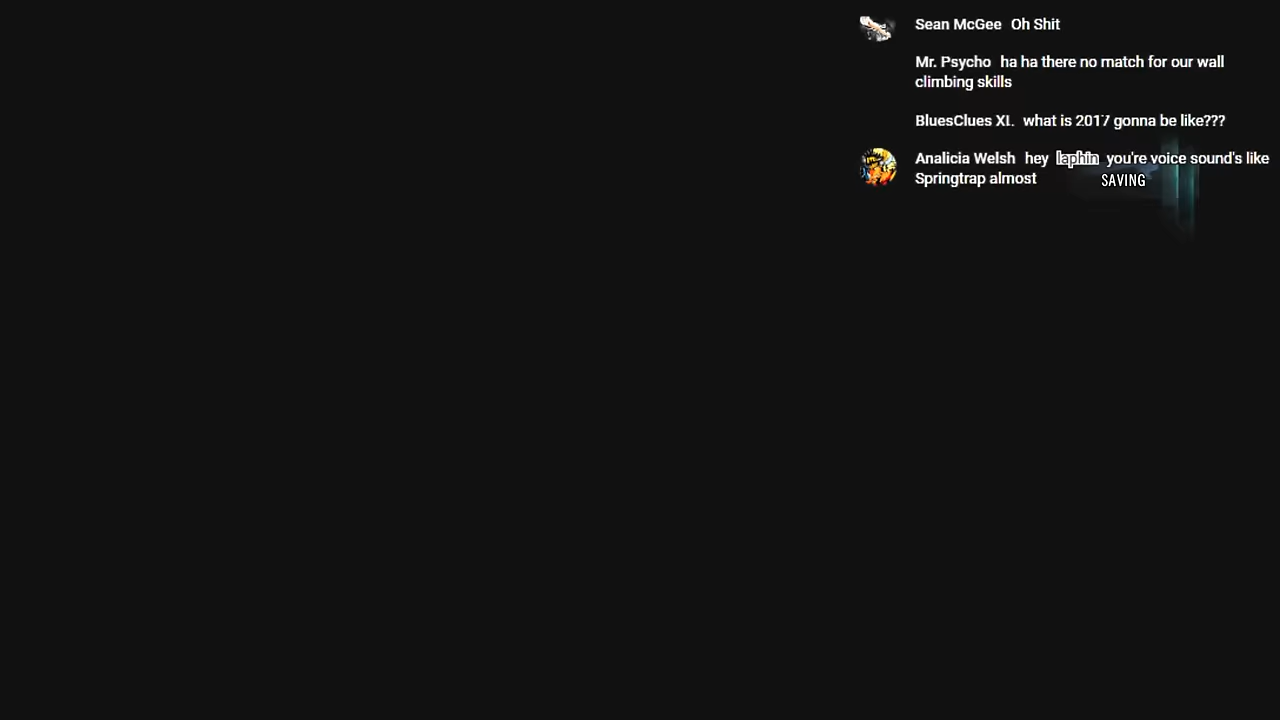 Sean McGee Oh Shit
Mr. Psycho ha ha there no match for our wall
climbing skills
BluesClues XL what is 2017 gonna be like???
Analicia Welsh hey laphin you're voice sound's like
Springtrap almost
SAVING